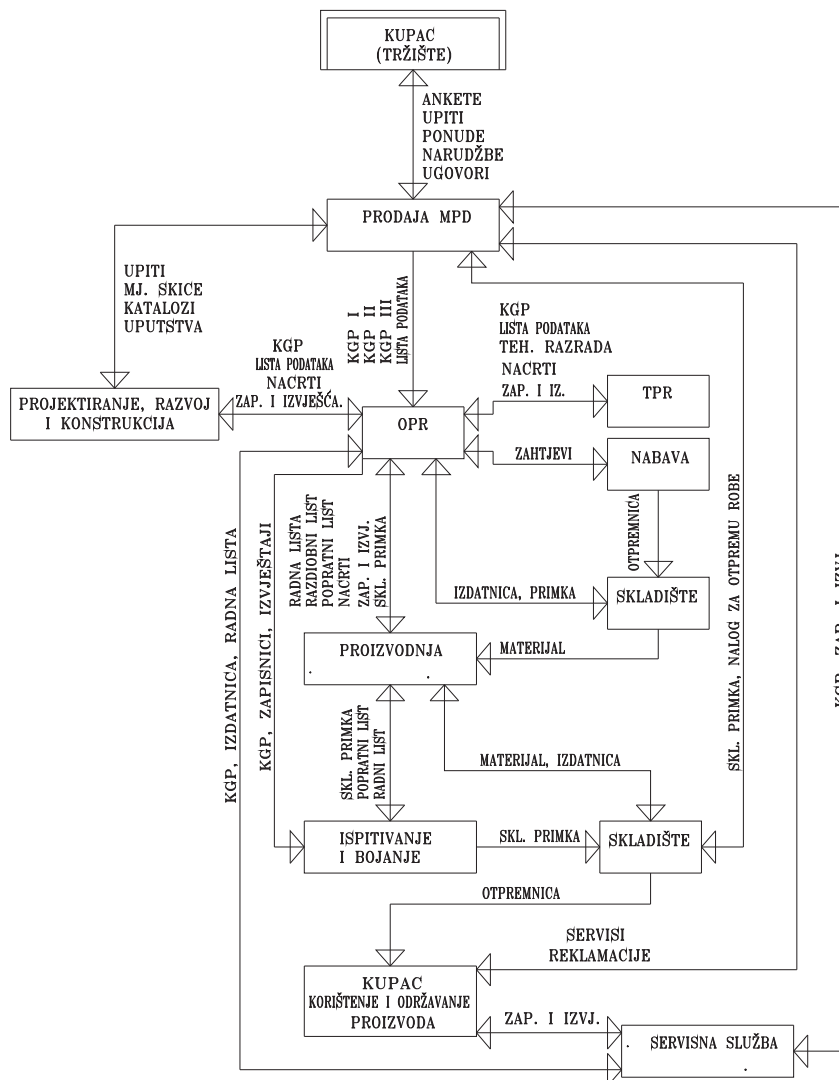 KUPAC
(TRŽIŠTE)
ANKETE
UPITI
PONUDE
NARUDŽBE
UGOVORI
PRODAJA MPD
UPITI
MJ. SKICE
KATALOZI
UPUTSTVA
KGP I
KGP II
KGP III
LISTA PODATAKA
KGP
LISTA PODATAKA
TEH. RAZRADA
NACRTI
ZAP. I IZ.
KGP
LISTA PODATAKA
NACRTI
ZAP. I IZVJEŠĆA.
PROJEKTIRANJE, RAZVOJ
I KONSTRUKCIJA
OPR
TPR
ZAHTJEVI
NABAVA
OTPREMNICA
RADNA LISTA
RAZDIOBNI LIST
POPRATNI LIST
NACRTI
ZAP. I IZVJ.
SKL. PRIMKA
IZDATNICA, PRIMKA
SKLADIŠTE
KGP, IZDATNICA, RADNA LISTA
KGP, ZAPISNICI, IZVJEŠTAJI
SKL. PRIMKA, NALOG ZA OTPREMU ROBE
PROIZVODNJA
MATERIJAL
SKL. PRIMKA
POPRATNI LIST
RADNI LIST
MATERIJAL, IZDATNICA
ISPITIVANJE
I BOJANJE
SKL. PRIMKA
SKLADIŠTE
OTPREMNICA
SERVISI
REKLAMACIJE
KUPAC
KORIŠTENJE I ODRŽAVANJE
PROIZVODA
ZAP. I IZVJ.
SERVISNA SLUŽBA